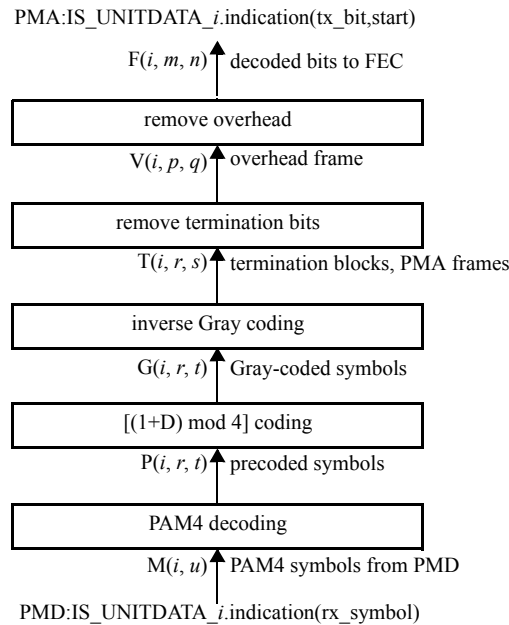 PMA:IS_UNITDATA_i.indication(tx_bit,start)
F(i, m, n) decoded bits to FEC
remove overhead
V(i, p, q) overhead frame
remove termination bits
T(i, r, s) termination blocks, PMA frames
inverse Gray coding
G(i, r, t) Gray-coded symbols
[(1+D) mod 4] coding
P(i, r, t) precoded symbols
PAM4 decoding
M(i, u) PAM4 symbols from PMD
PMD:IS_UNITDATA_i.indication(rx_symbol)